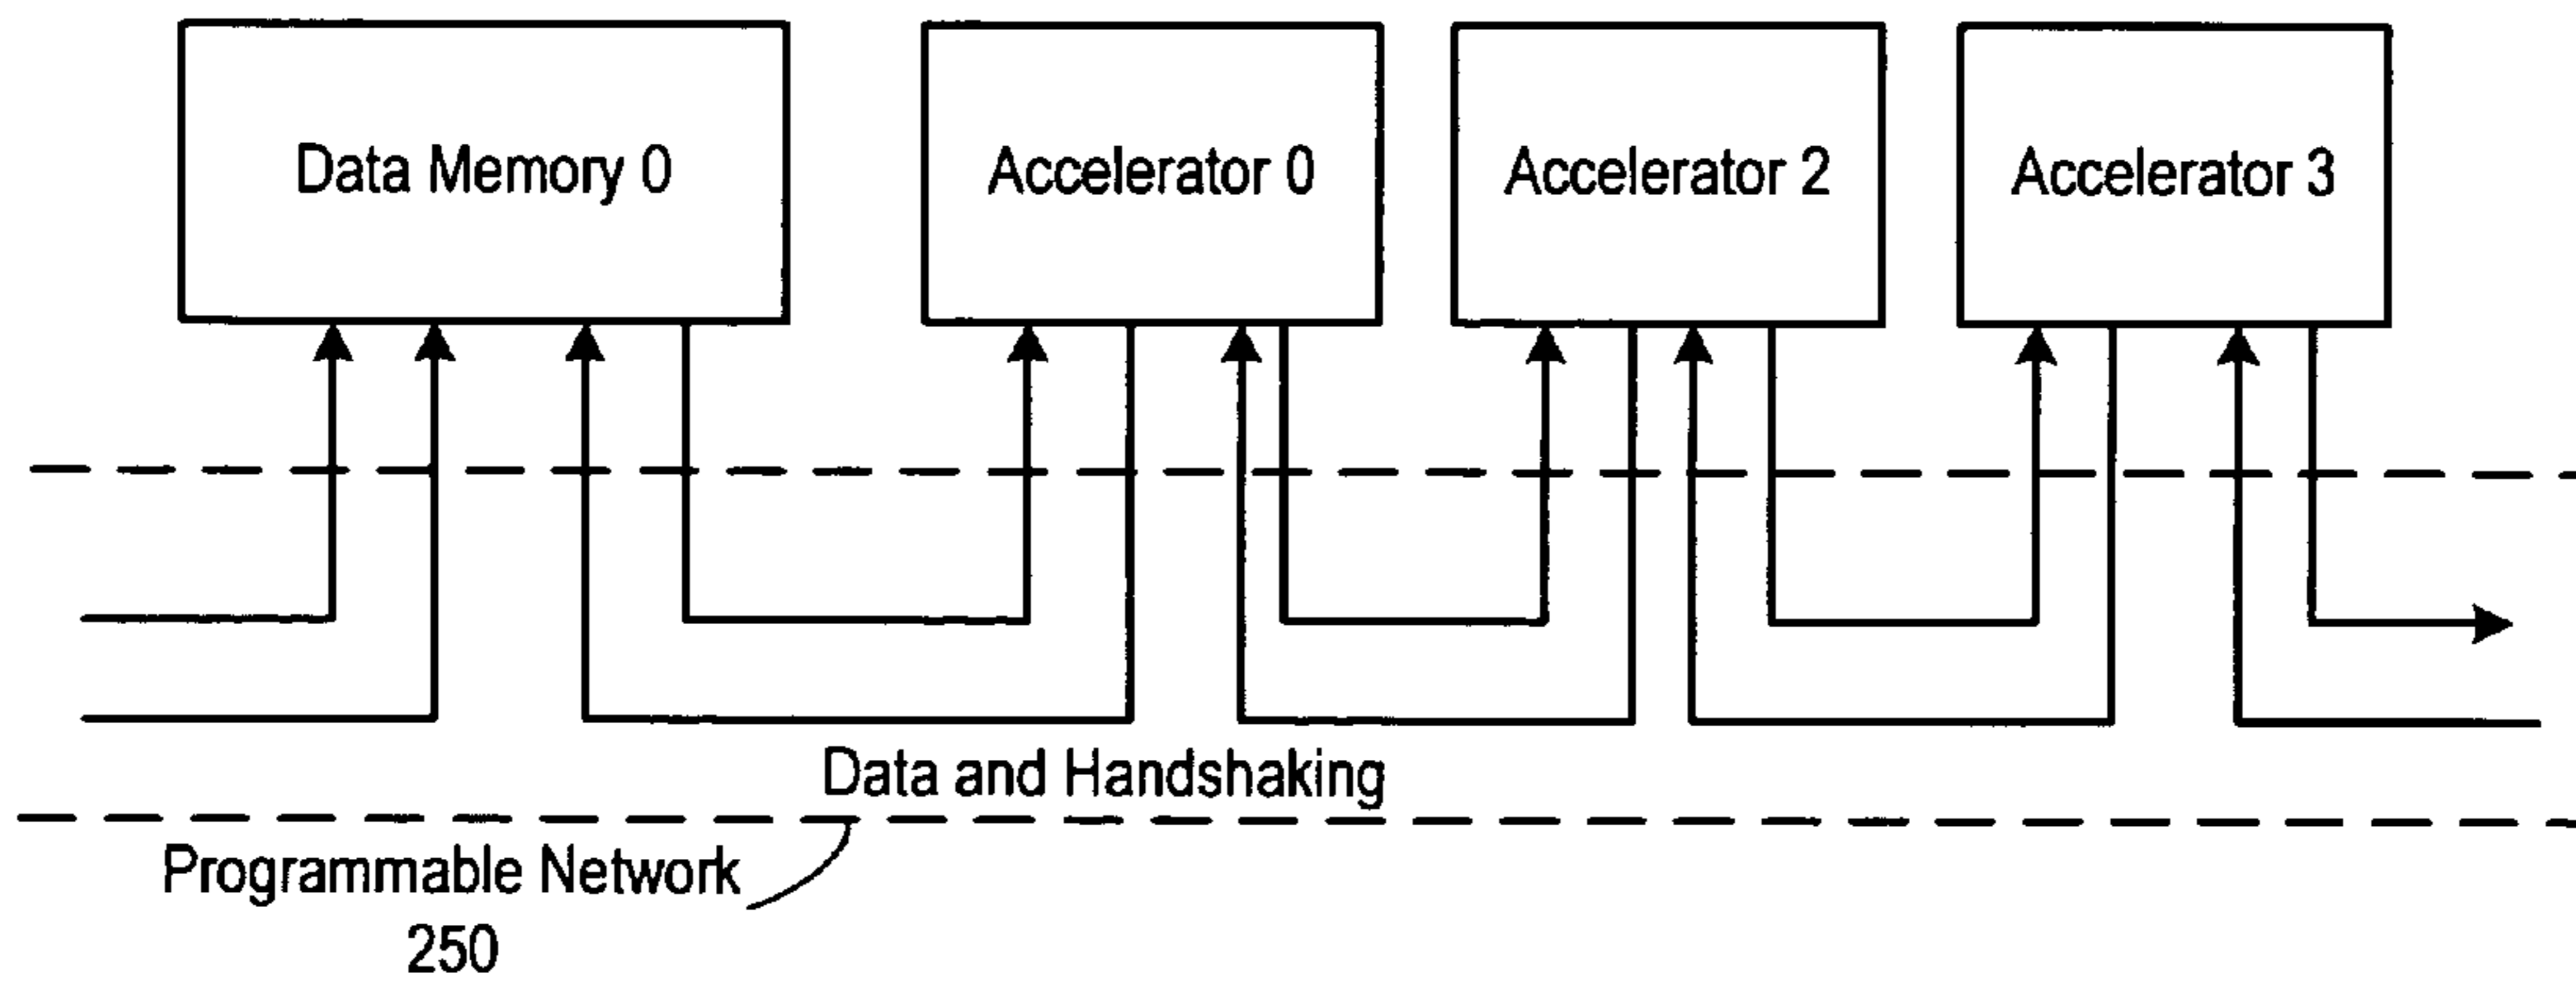 Data Memory 0
Accelerator 0
Accelerator 2
Accelerator 3
Data and Handshaking
Programmable Network
250